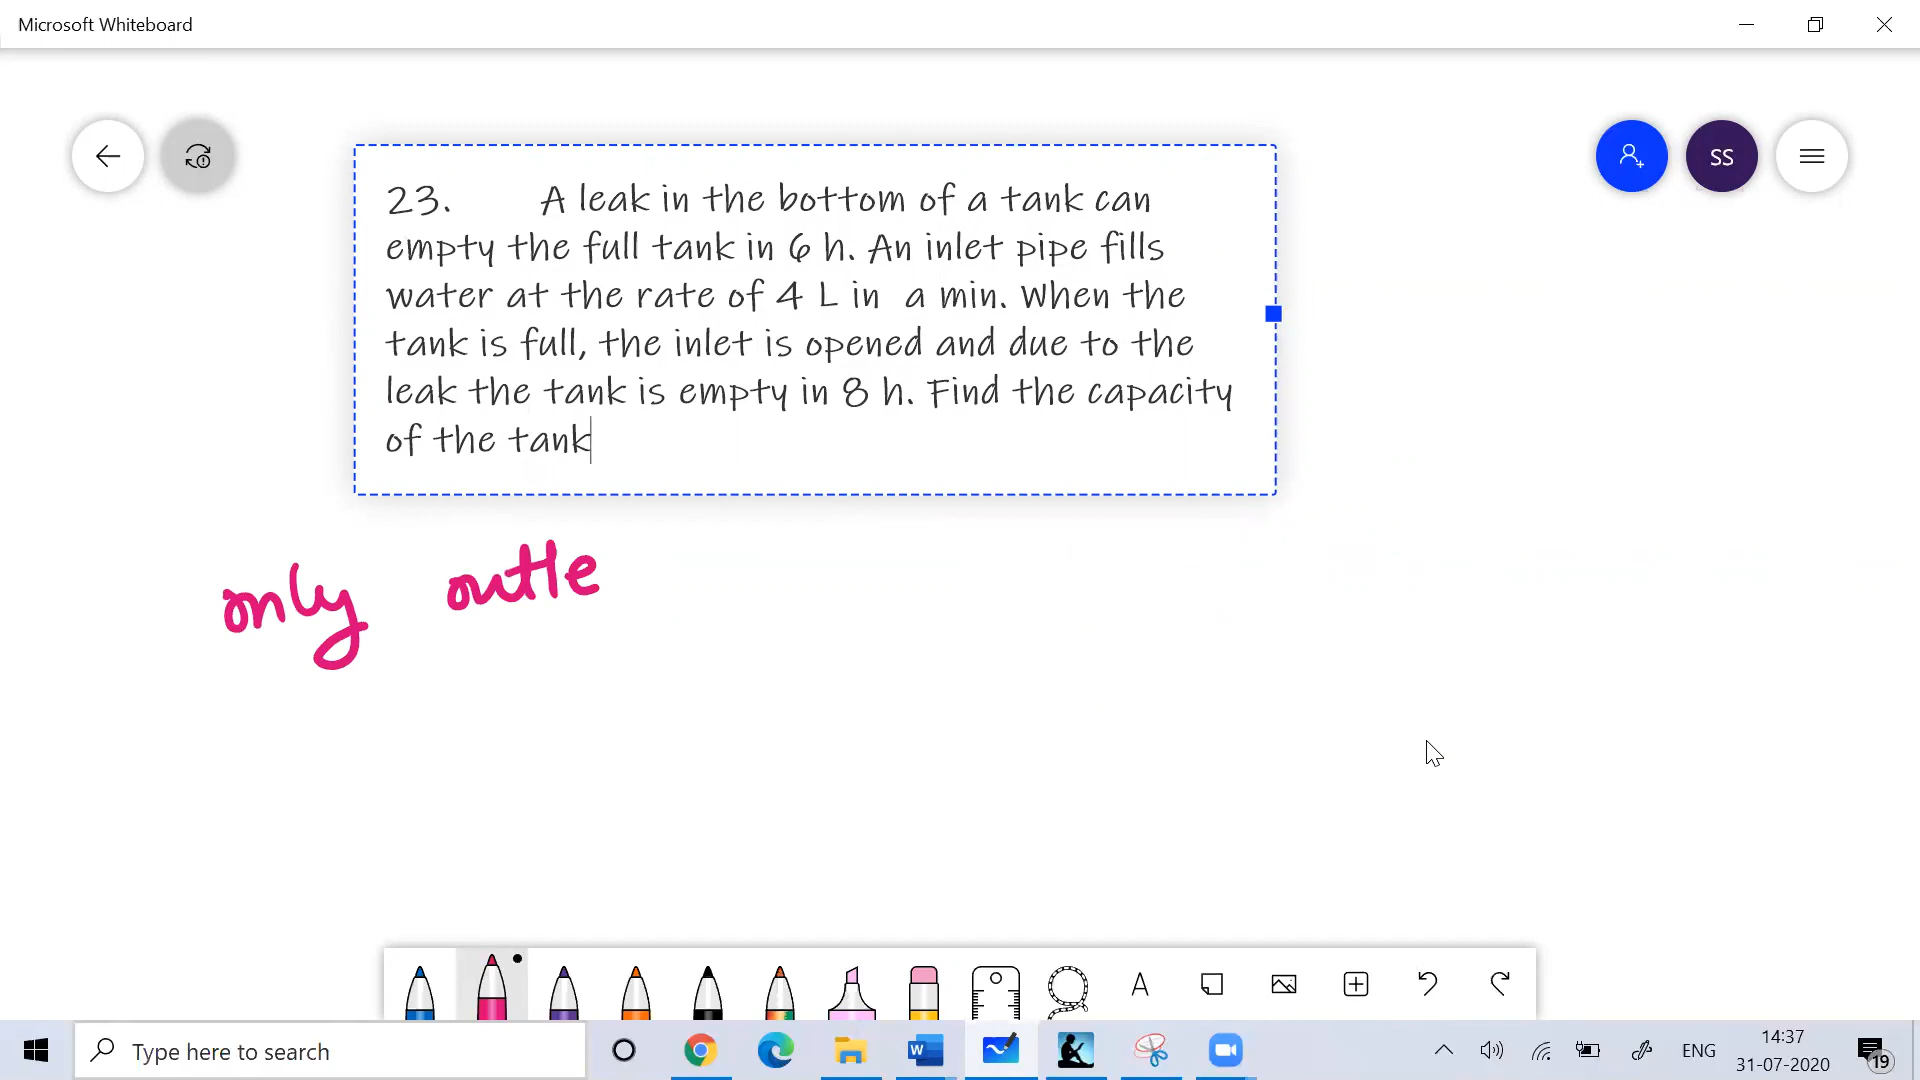 Microsoft Whiteboard
SS
23. A leak in the bottom of a tank can
empty the full tank in 6 h. An inlet pipe fills
water at the rate of 4 L in a min. When the
tank is full, the inlet is opened and due to the
leak the tank is empty in 8 h. Find the capacity
of the tank
only outle
A
Type here to search
W
ENG
14:37
31-07-2020
19